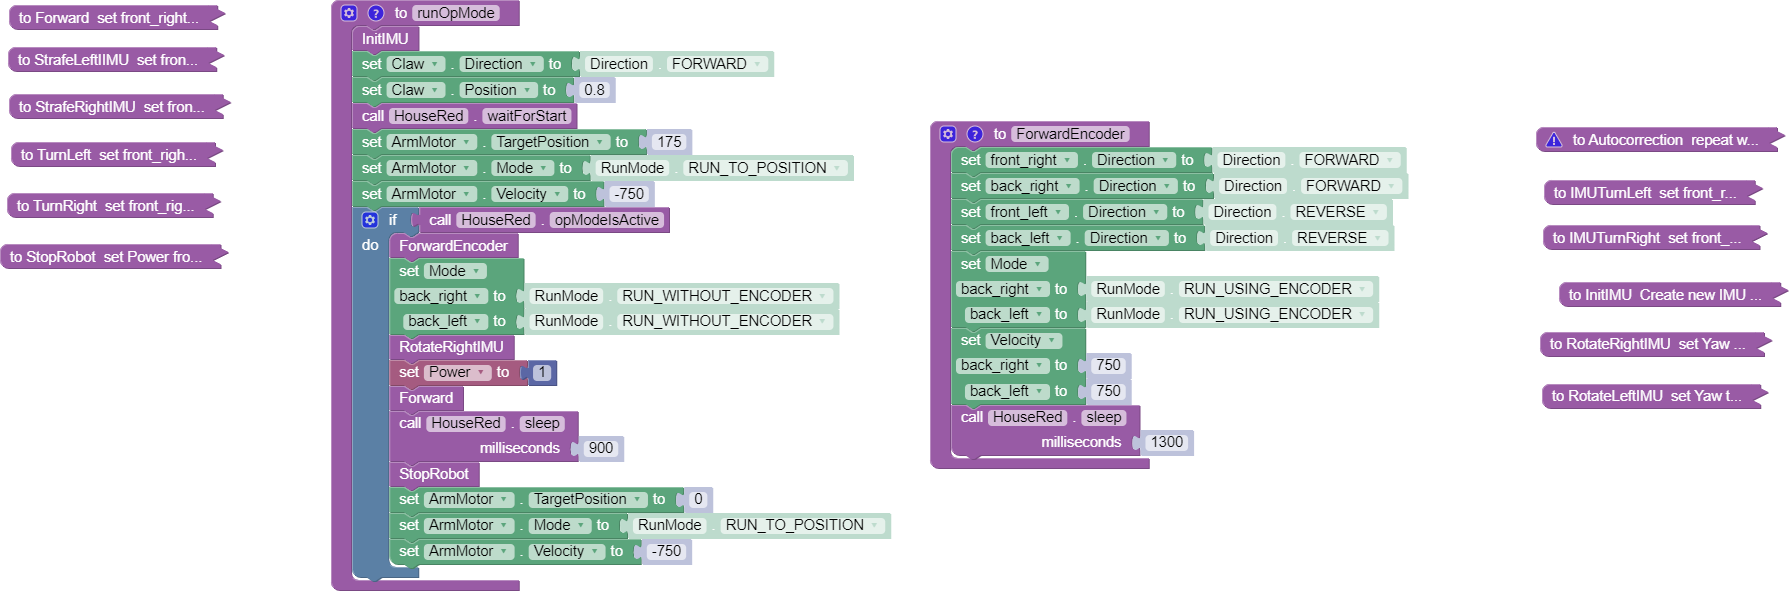 to Forward set front_right...
to StrafeLeftIIMU set fron...
to StrafeRightIMU set fron...
to TurnLeft set front_righ...
to TurnRight set front_rig...
to StopRobot set Power fro...
? to runOpMode
InitIMU
set Claw . Direction to Direction . FORWARD
set Claw . Position to 0.8
call HouseRed . waitForStart
set ArmMotor . TargetPosition to 175
set ArmMotor . Mode to RunMode . RUN_TO_POSITION
set ArmMotor . Velocity to -750
if call HouseRed . opModeIsActive
do ForwardEncoder
set Mode
back_right to RunMode . RUN_WITHOUT_ENCODER
back_left to RunMode . RUN_WITHOUT_ENCODER
RotateRightIMU
set Power to 1
Forward
call HouseRed . sleep
milliseconds 900
StopRobot
set ArmMotor . TargetPosition to 0
set ArmMotor . Mode to RunMode . RUN_TO_POSITION
set ArmMotor . Velocity to -750
? to ForwardEncoder
set front_right . Direction to Direction . FORWARD
set back_right . Direction to Direction . FORWARD
set front_left . Direction to Direction . REVERSE
set back_left . Direction to Direction . REVERSE
set Mode
back_right to RunMode . RUN_USING_ENCODER
back_left to RunMode . RUN_USING_ENCODER
set Velocity
back_right to 750
back_left to 750
call HouseRed . sleep
milliseconds 1300
to Autocorrection repeat w...
to IMUTurnLeft set front_r...
to IMUTurnRight set front_...
to InitIMU Create new IMU ...
to RotateRightIMU set Yaw ...
to RotateLeftIMU set Yaw t...